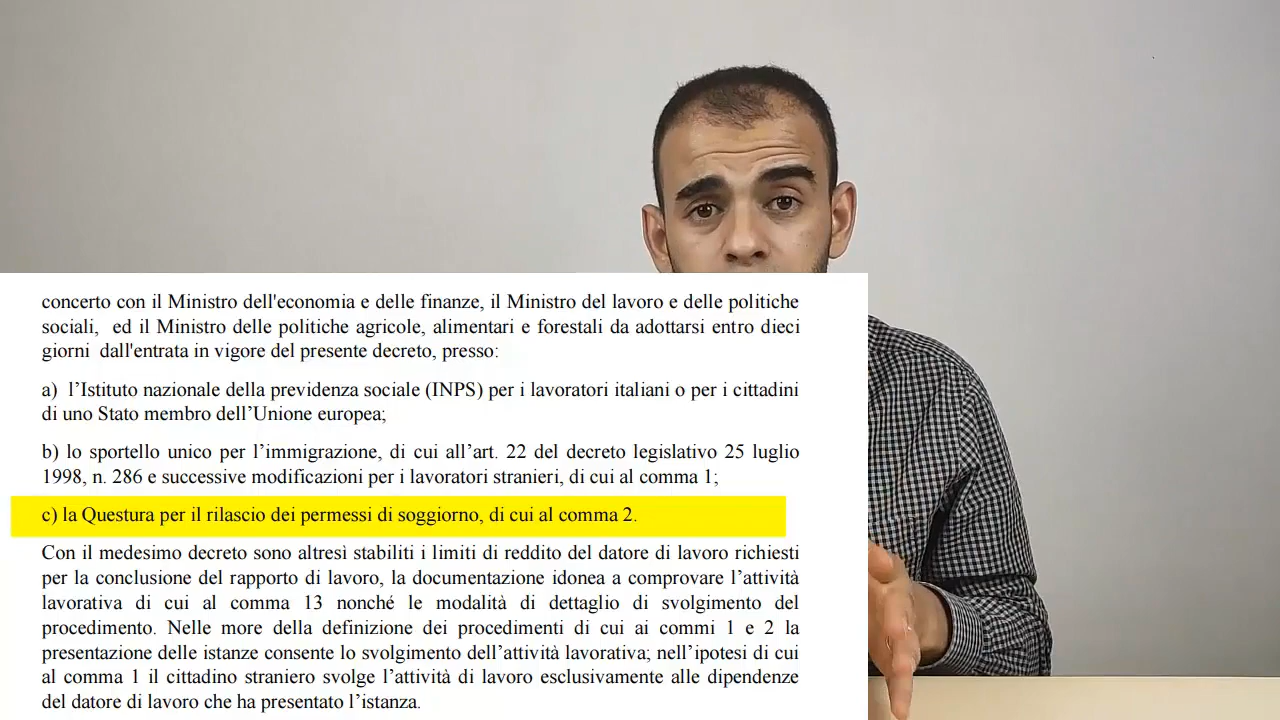 concerto con il Ministro dell'economia e delle finanze, il Ministro del lavoro e delle politiche
sociali, ed il Ministro delle politiche agricole, alimentari e forestali da adottarsi entro dieci
giorni dall'entrata in vigore del presente decreto, presso:
a) l’Istituto nazionale della previdenza sociale (INPS) per i lavoratori italiani o per i cittadini
di uno Stato membro dell’Unione europea;
b) lo sportello unico per l’immigrazione, di cui all’art. 22 del decreto legislativo 25 luglio
1998, n. 286 e successive modificazioni per i lavoratori stranieri, di cui al comma 1;
c) la Questura per il rilascio dei permessi di soggiorno, di cui al comma 2.
Con il medesimo decreto sono altresì stabiliti i limiti di reddito del datore di lavoro richiesti
per la conclusione del rapporto di lavoro, la documentazione idonea a comprovare l’attività
lavorativa di cui al comma 13 nonché le modalità di dettaglio di svolgimento del
procedimento. Nelle more della definizione dei procedimenti di cui ai commi 1 e 2 la
presentazione delle istanze consente lo svolgimento dell’attività lavorativa; nell’ipotesi di cui
al comma 1 il cittadino straniero svolge l’attività di lavoro esclusivamente alle dipendenze
del datore di lavoro che ha presentato l’istanza.